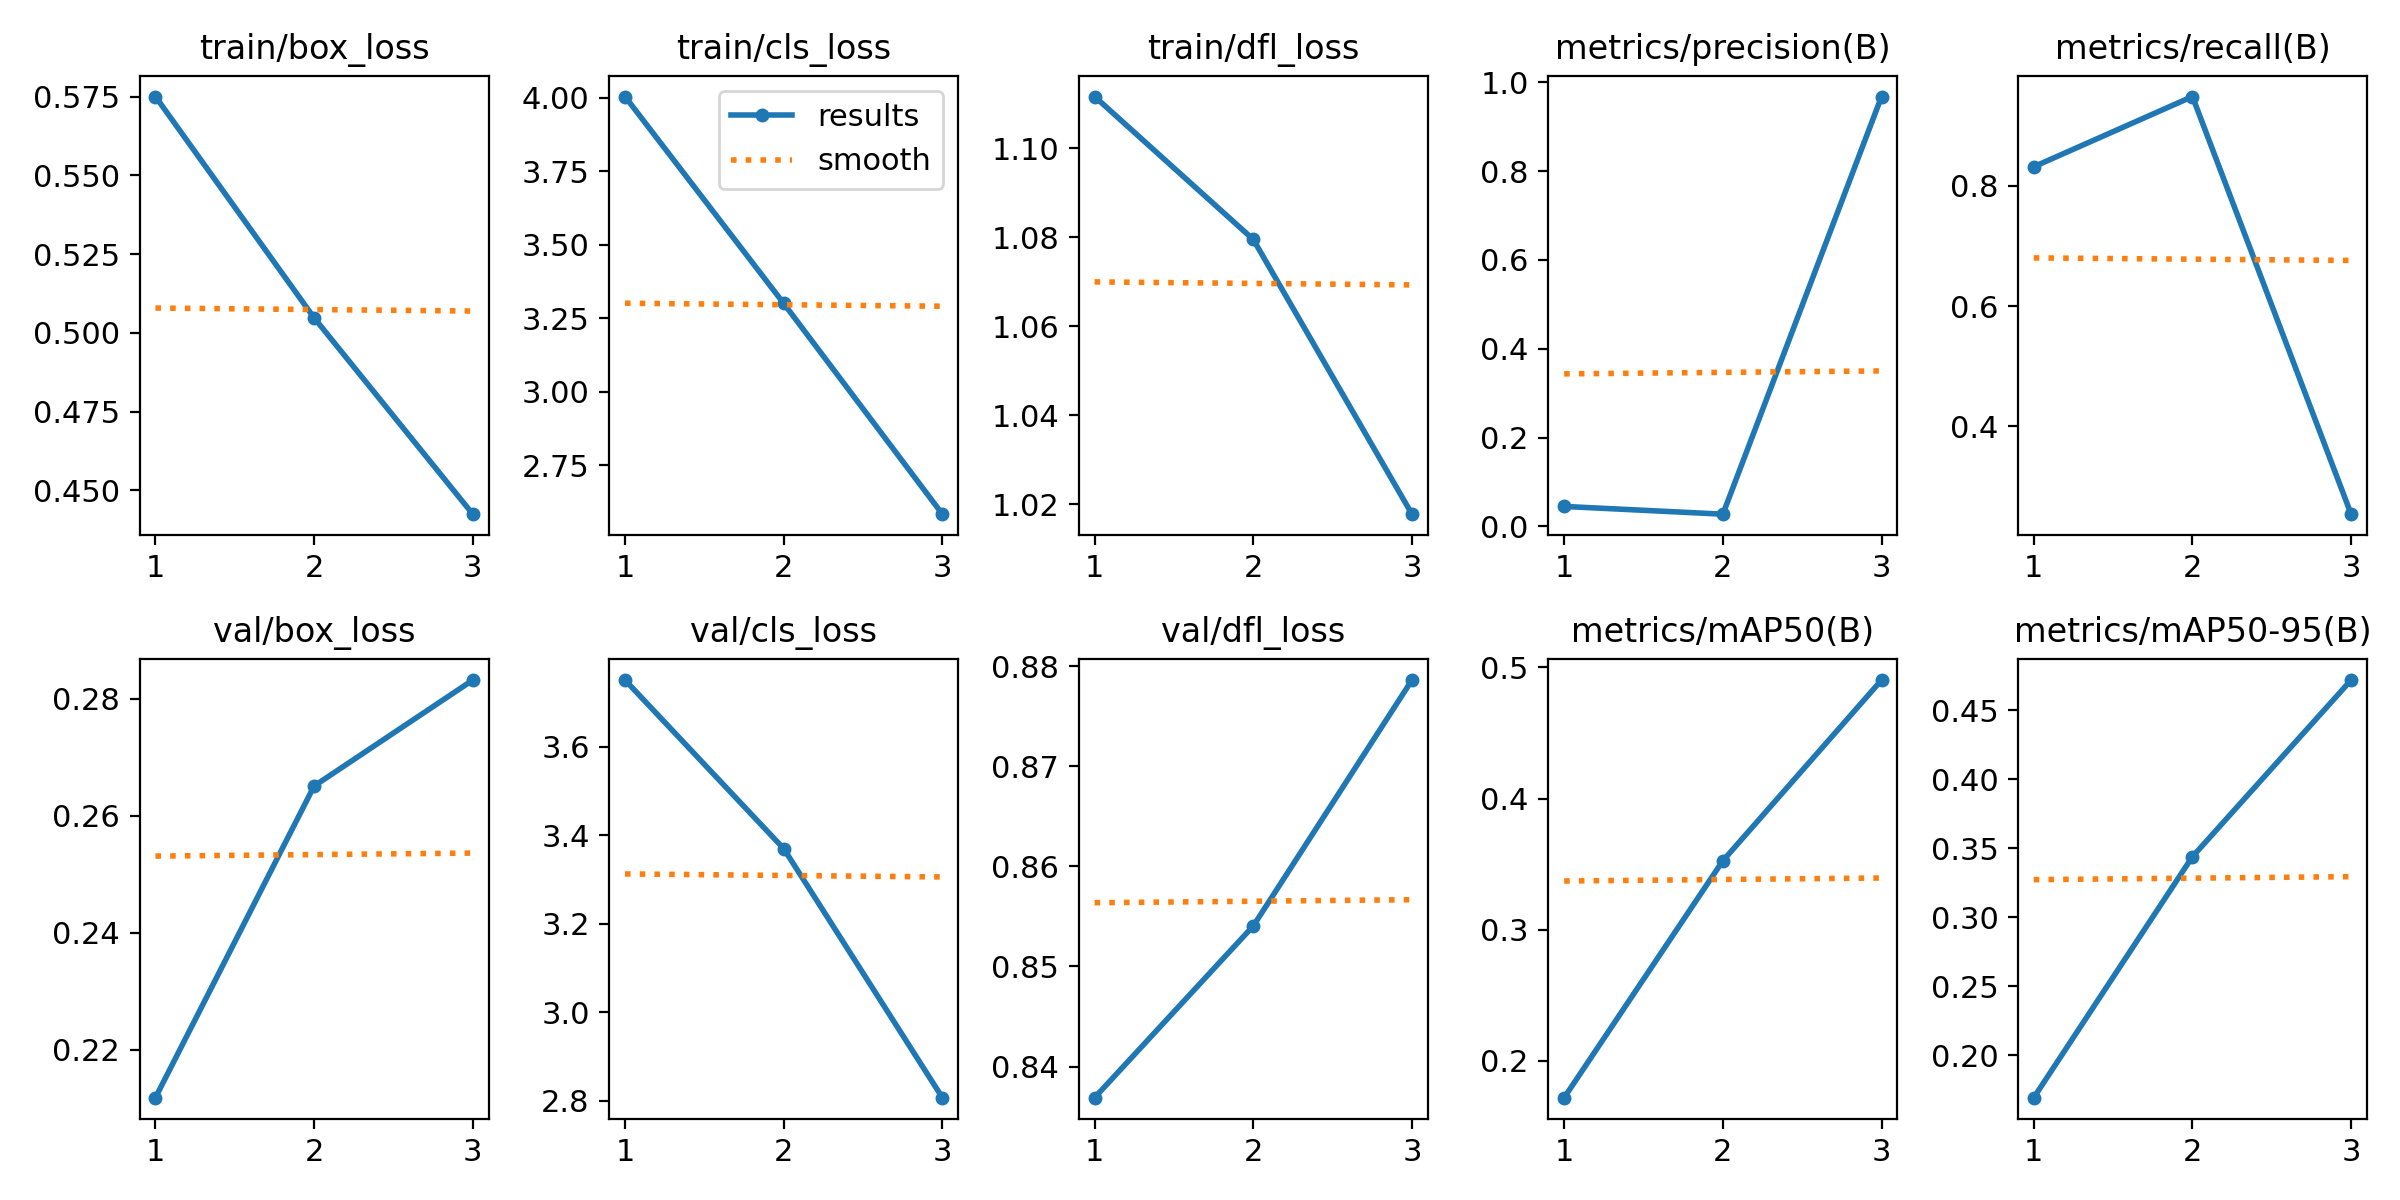 train/box_loss
train/cls_loss
train/dfl_loss
metrics/precision(B)
metrics/recall(B)
0.575
0.550
0.525
0.500
0.475
0.450
1 2 3
4.00
3.75
3.50
3.25
3.00
2.75
results
smooth
1 2 3
1.10
1.08
1.06
1.04
1.02
1 2 3
1.0
0.8
0.6
0.4
0.2
0.0
1 2 3
0.8
0.6
0.4
1 2 3
val/box_loss
val/cls_loss
val/dfl_loss
metrics/mAP50(B)
metrics/mAP50-95(B)
0.28
0.26
0.24
0.22
1 2 3
3.6
3.4
3.2
3.0
2.8
1 2 3
0.88
0.87
0.86
0.85
0.84
1 2 3
0.5
0.4
0.3
0.2
1 2 3
0.45
0.40
0.35
0.30
0.25
0.20
1 2 3